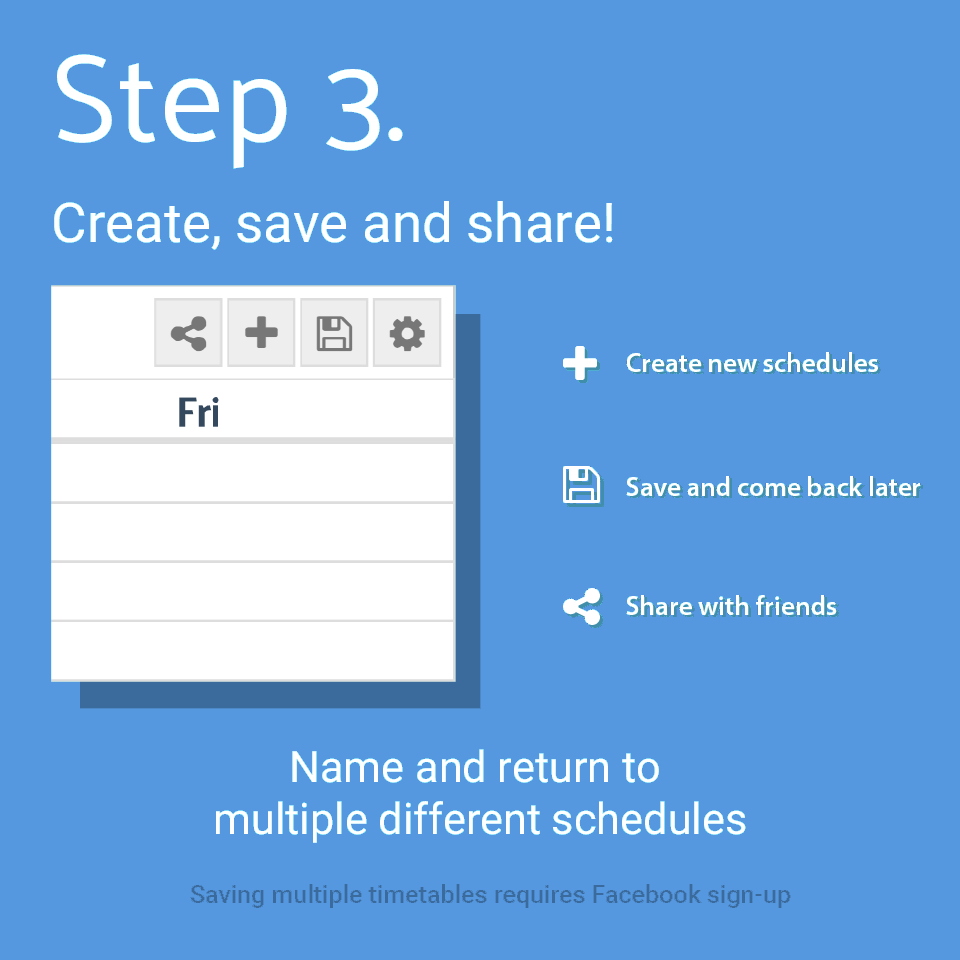 Step 3.
Create, save and share!
Fri
Create new schedules
Save and come back later
Share with friends
Name and return to
multiple different schedules
Saving multiple timetables requires Facebook sign-up